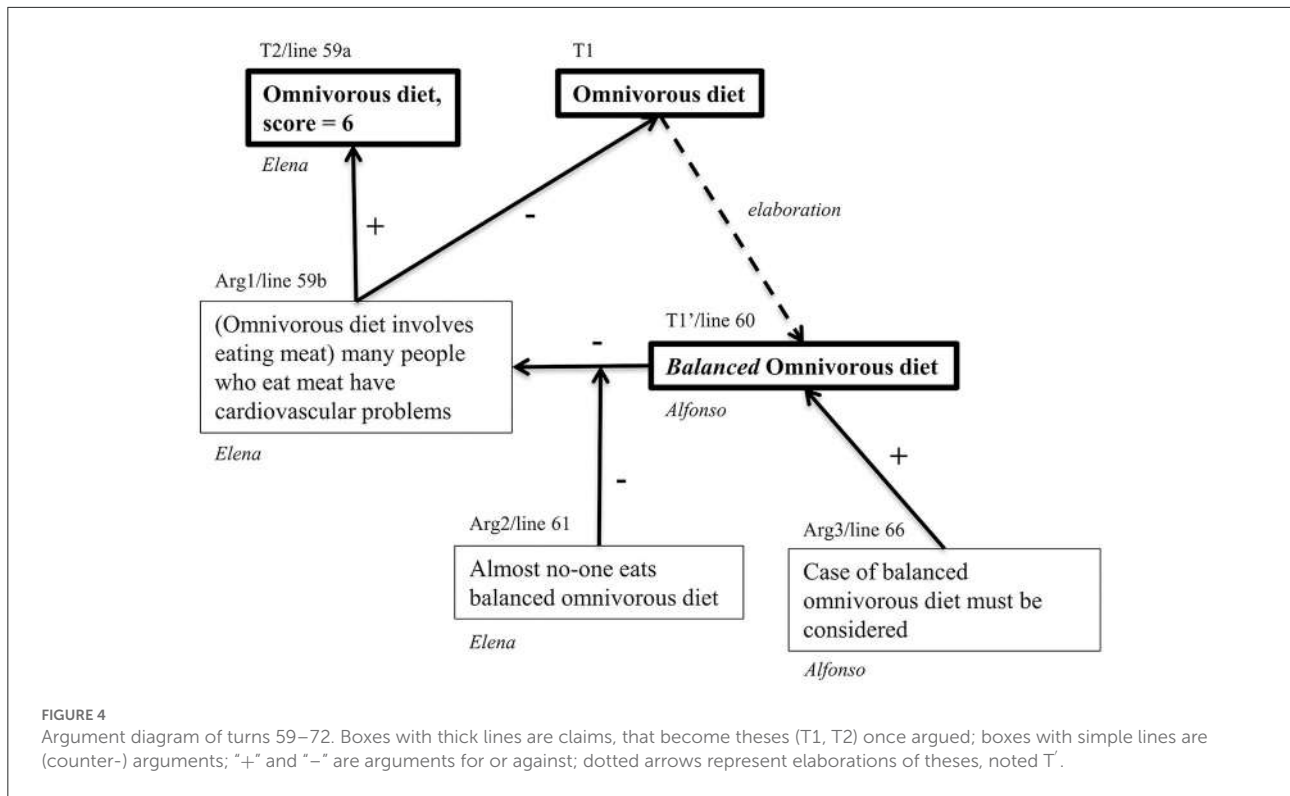 T2/line 59a
Omnivorous diet,
score = 6
Elena
T1
Omnivorous diet
+
-
elaboration
Arg1/line 59b
(Omnivorous diet involves
eating meat) many people
who eat meat have
cardiovascular problems
Elena
-
T1'/line 60
Balanced Omnivorous diet
Alfonso
-
+
Arg2/line 61
Almost no-one eats
balanced omnivorous diet
Elena
Arg3/line 66
Case of balanced
omnivorous diet must be
considered
Alfonso
FIGURE 4
Argument diagram of turns 59–72. Boxes with thick lines are claims, that become theses (T1, T2) once argued; boxes with simple lines are
(counter-) arguments; "+" and "–" are arguments for or against; dotted arrows represent elaborations of theses, noted T′.